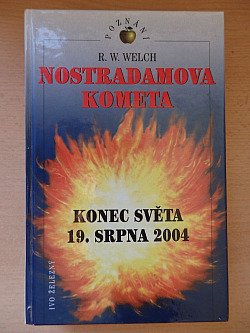 POZNÁNÍ
R. W. WELCH
NOSTRADAMOVA
KOMETA
KONEC SVĚTA
19. SRPNA 2004
IVO ŽELEZNÝ